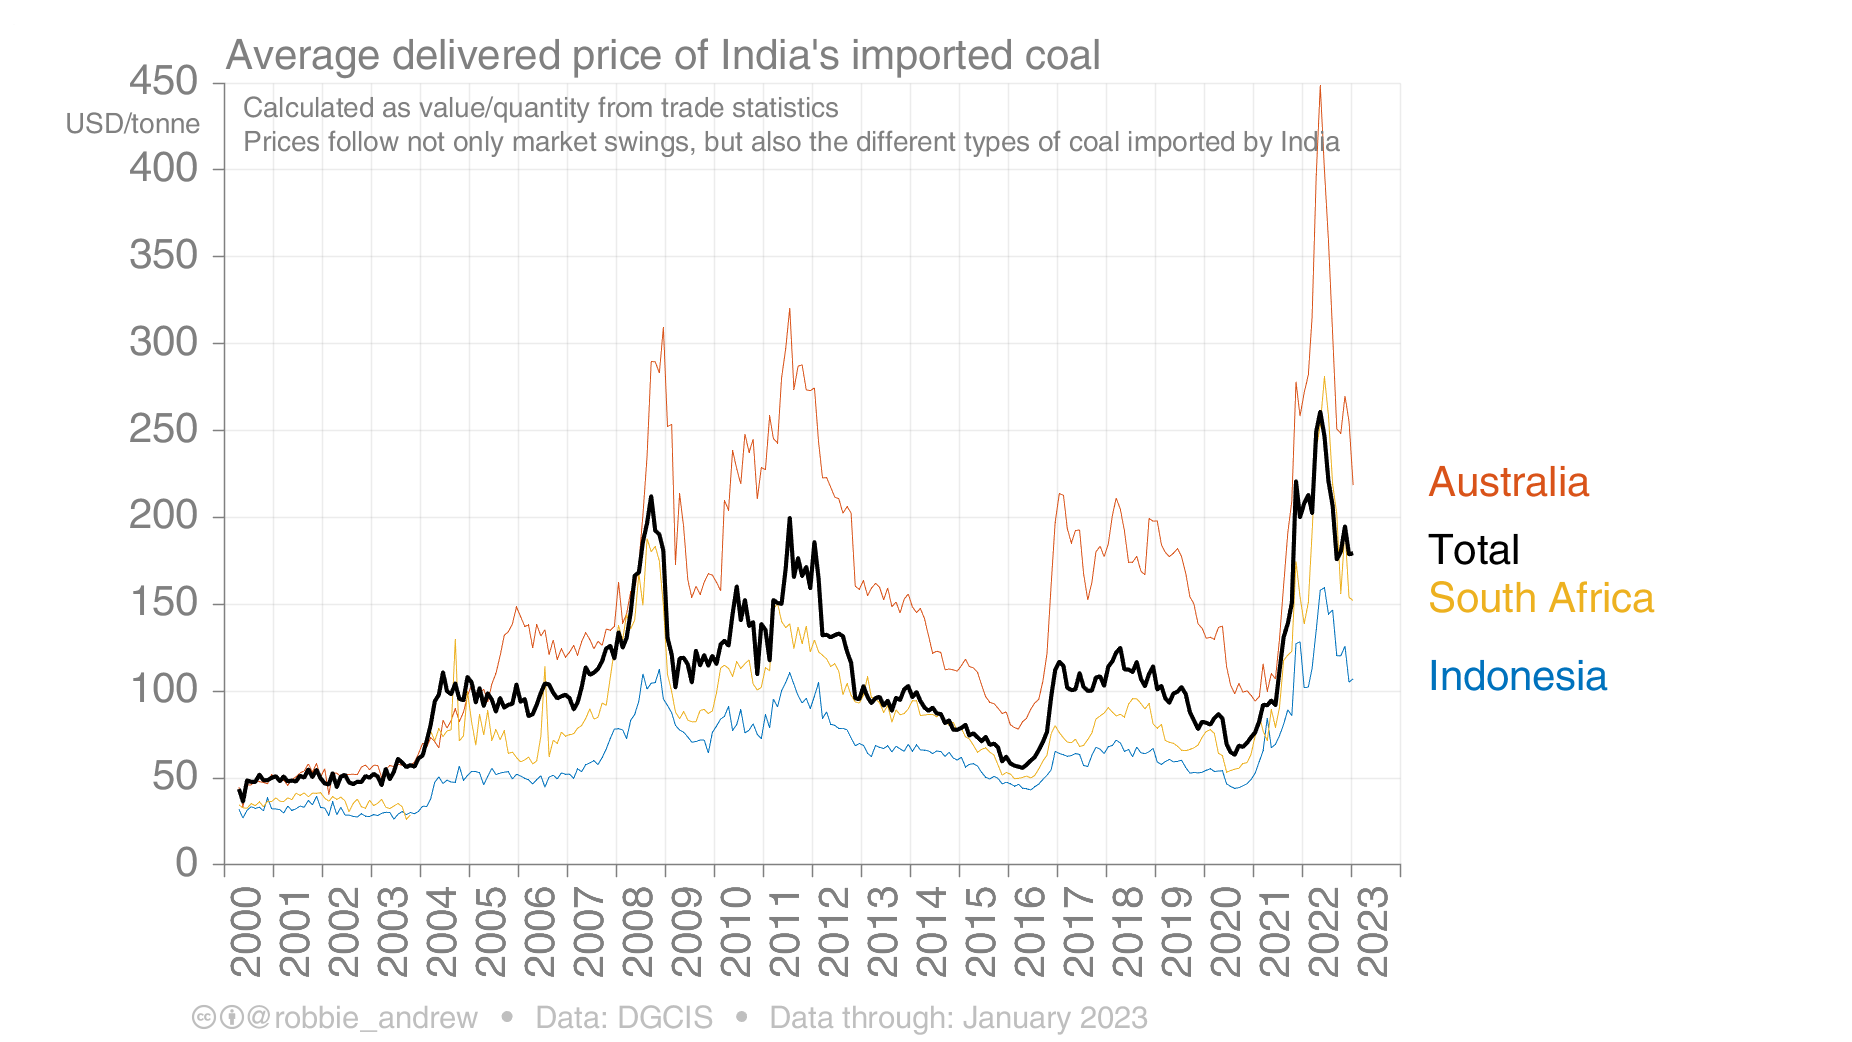 Average delivered price of India's imported coal
450
USD/tonne
Calculated as value/quantity from trade statistics
Prices follow not only market swings, but also the different types of coal imported by India
400
350
300
250
200
150
100
50
0
Australia
Total
South Africa
Indonesia
2000 2001 2002 2003 2004 2005 2006 2007 2008 2009 2010 2011 2012 2013 2014 2015 2016 2017 2018 2019 2020 2021 2022 2023
cc @robbie_andrew • Data: DGCIS • Data through: January 2023